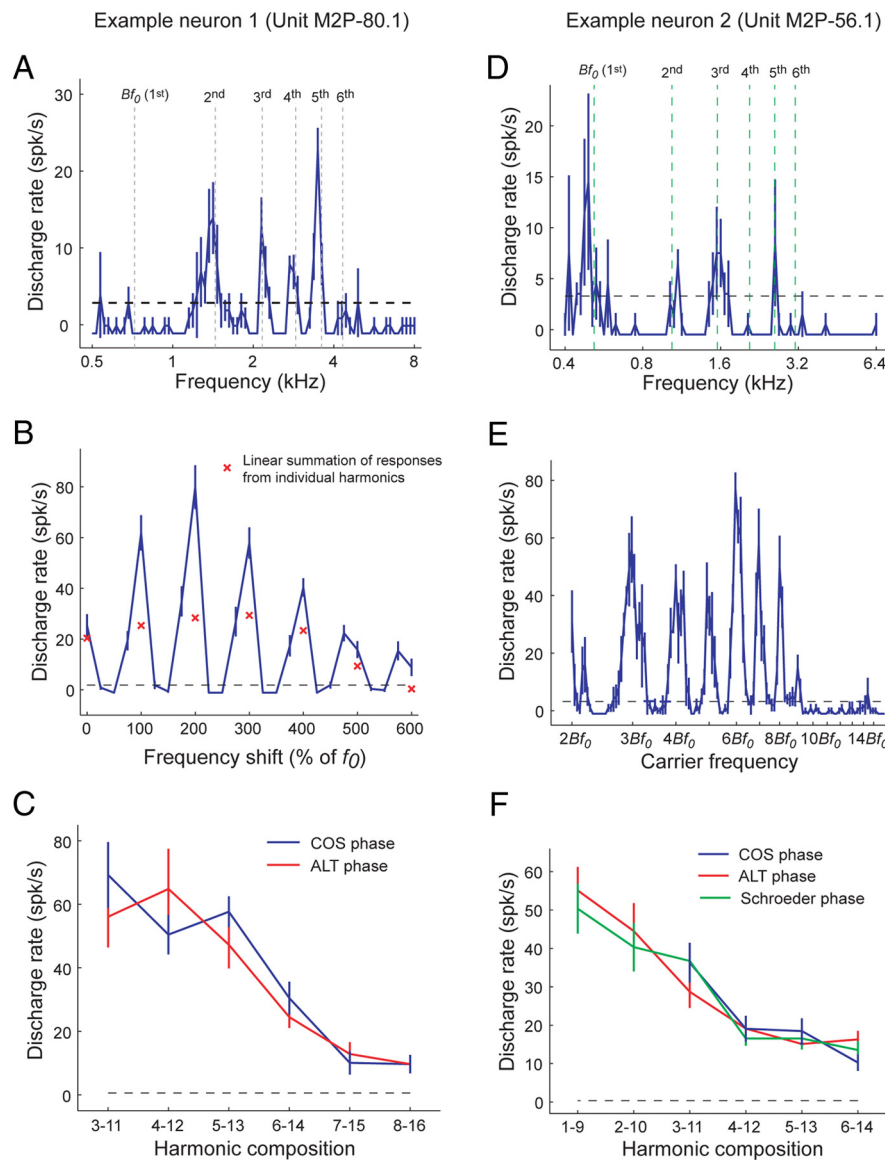 Example neuron 1 (Unit M2P-80.1)
Example neuron 2 (Unit M2P-56.1)
A
Bf0 (1st) 2nd 3rd 4th 5th 6th
30
20
10
0
Discharge rate (spk/s)
0.5 1 2 4 8
Frequency (kHz)
D
Bf0 (1st) 2nd 3rd 4th 5th 6th
20
15
10
5
0
Discharge rate (spk/s)
0.4 0.8 1.6 3.2 6.4
Frequency (kHz)
B
Linear summation of responses
from individual harmonics
80
60
40
20
0
Discharge rate (spk/s)
0 100 200 300 400 500 600
Frequency shift (% of f0)
E
80
60
40
20
0
Discharge rate (spk/s)
2Bf0 3Bf0 4Bf0 6Bf0 8Bf0 10Bf0 14Bf0
Carrier frequency
C
COS phase
ALT phase
80
60
40
20
0
Discharge rate (spk/s)
3-11 4-12 5-13 6-14 7-15 8-16
Harmonic composition
F
COS phase
ALT phase
Schroeder phase
60
50
40
30
20
10
0
Discharge rate (spk/s)
1-9 2-10 3-11 4-12 5-13 6-14
Harmonic composition